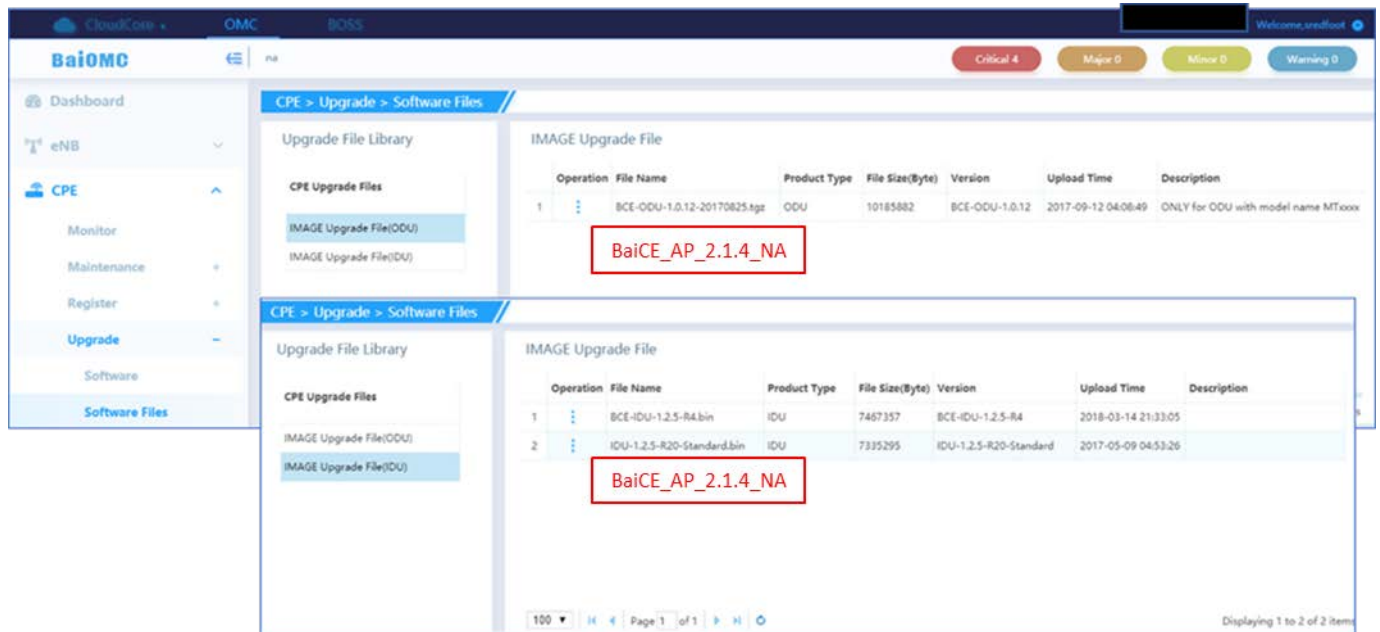 CloudCore
OMC
BOSS
Welcome,sredfoot
BaiOMC
na
Critical 4
Major 0
Minor 0
Warning 0
Dashboard
eNB
CPE
Monitor
Maintenance +
Register +
Upgrade -
Software
Software Files
CPE > Upgrade > Software Files
Upgrade File Library
CPE Upgrade Files
IMAGE Upgrade File(ODU)
IMAGE Upgrade File(IDU)
IMAGE Upgrade File
Operation File Name Product Type File Size(Byte) Version Upload Time Description
1 BCE-ODU-1.0.12-20170825.tgz ODU 10185882 BCE-ODU-1.0.12 2017-09-12 04:08:49 ONLY for ODU with model name MTxxxx
BaiCE_AP_2.1.4_NA
CPE > Upgrade > Software Files
Upgrade File Library
CPE Upgrade Files
IMAGE Upgrade File(ODU)
IMAGE Upgrade File(IDU)
IMAGE Upgrade File
Operation File Name Product Type File Size(Byte) Version Upload Time Description
1 BCE-IDU-1.2.5-R4.bin IDU 7467357 BCE-IDU-1.2.5-R4 2018-03-14 21:33:05
2 IDU-1.2.5-R20-Standard.bin IDU 7335295 IDU-1.2.5-R20-Standard 2017-05-09 04:53:26
BaiCE_AP_2.1.4_NA
100 Page 1 of 1
Displaying 1 to 2 of 2 items